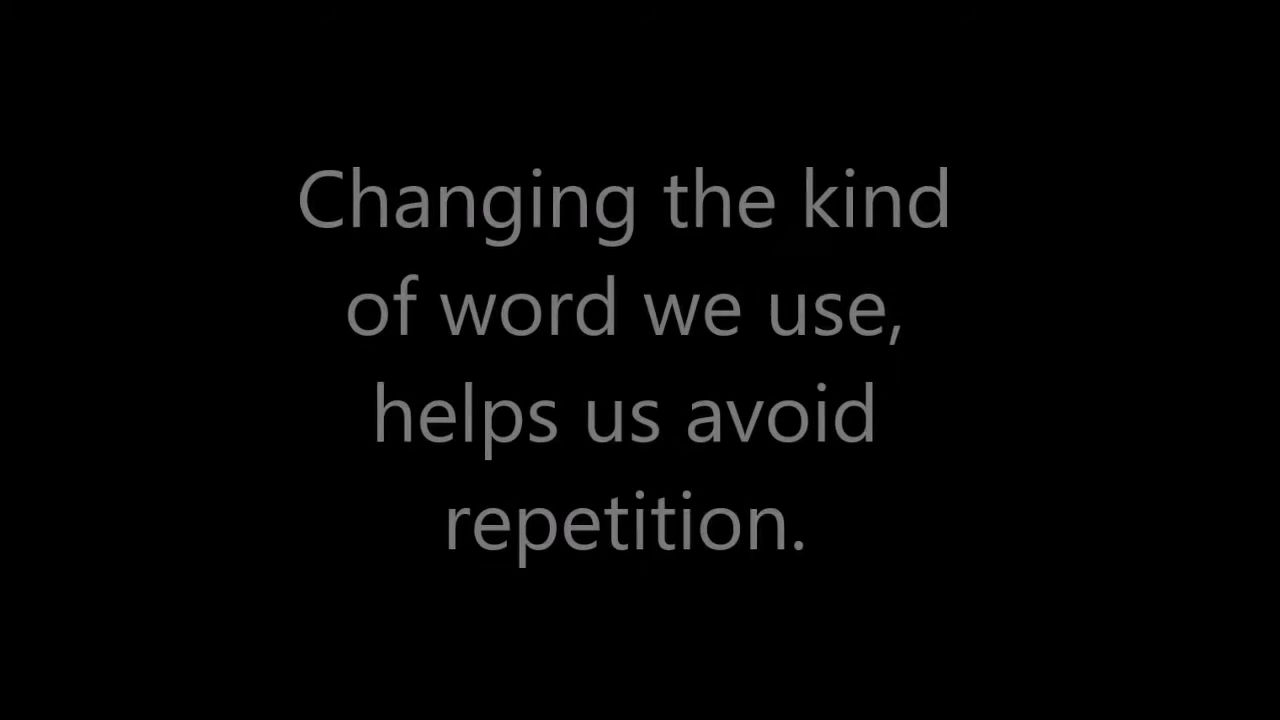 Changing the kind
of word we use,
helps us avoid
repetition.